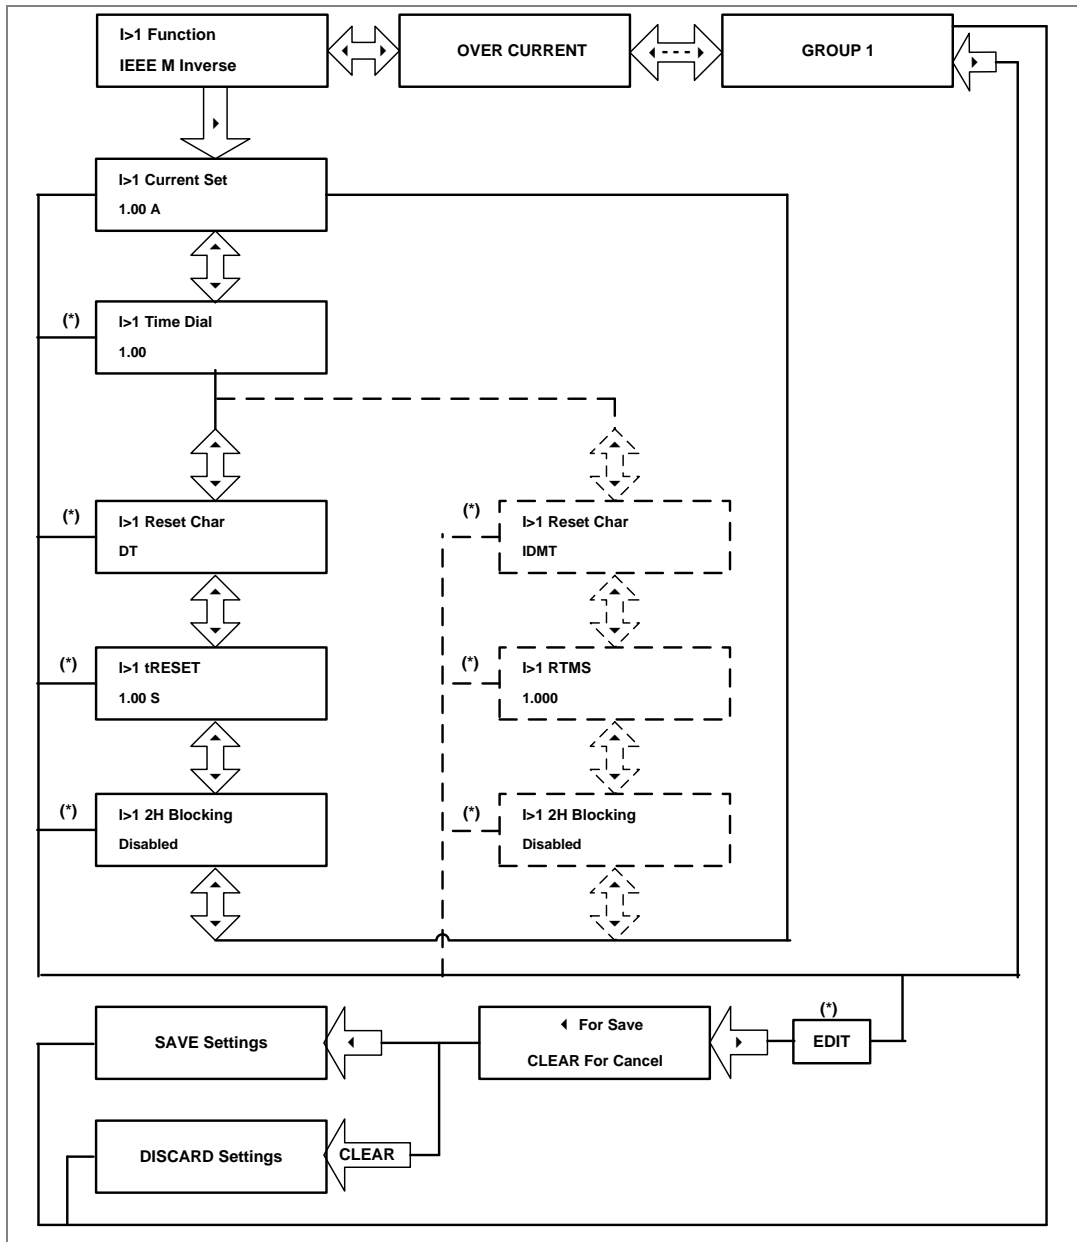 I>1 Function
IEEE M Inverse
OVER CURRENT
GROUP 1
I>1 Current Set
1.00 A
(*)
I>1 Time Dial
1.00
(*)
I>1 Reset Char
DT
(*)
I>1 Reset Char
IDMT
(*)
I>1 tRESET
1.00 S
(*)
I>1 RTMS
1.000
(*)
I>1 2H Blocking
Disabled
(*)
I>1 2H Blocking
Disabled
SAVE Settings
For Save
CLEAR For Cancel
(*)
EDIT
DISCARD Settings
CLEAR